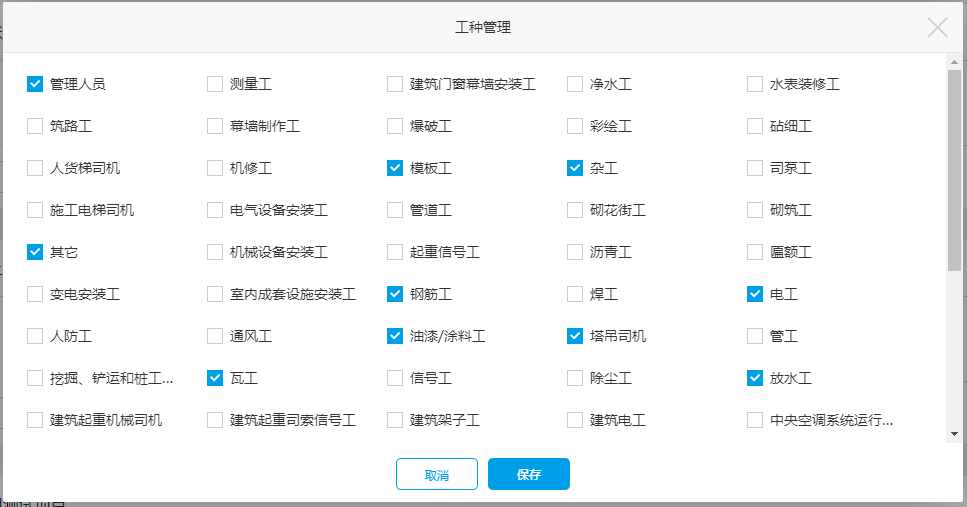 工种管理
管理人员 测量工 建筑门窗幕墙安装工 净水工 水表装修工
筑路工 幕墙制作工 爆破工 彩绘工 砧细工
人货梯司机 机修工 模板工 杂工 司泵工
施工电梯司机 电气设备安装工 管道工 砌花街工 砌筑工
其它 机械设备安装工 起重信号工 沥青工 匾额工
变电安装工 室内成套设施安装工 钢筋工 焊工 电工
人防工 通风工 油漆/涂料工 塔吊司机 管工
挖掘、铲运和桩工... 瓦工 信号工 除尘工 放水工
建筑起重机械司机 建筑起重司索信号工 建筑架子工 建筑电工 中央空调系统运行...
取消 保存